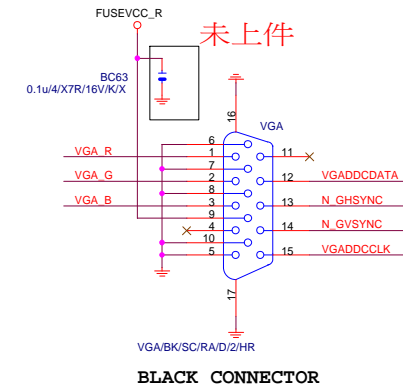 FUSEVCC_R
未上件
BC63
0.1u/4/X7R/16V/K/X
16
VGA
6
VGA_R 1 11
7
VGA_G 2 12 VGADDCDATA
8
VGA_B 3 13 N_GHSYNC
9
4 14 N_GVSYNC
10
5 15 VGADDCCLK
17
VGA/BK/SC/RA/D/2/HR
BLACK CONNECTOR